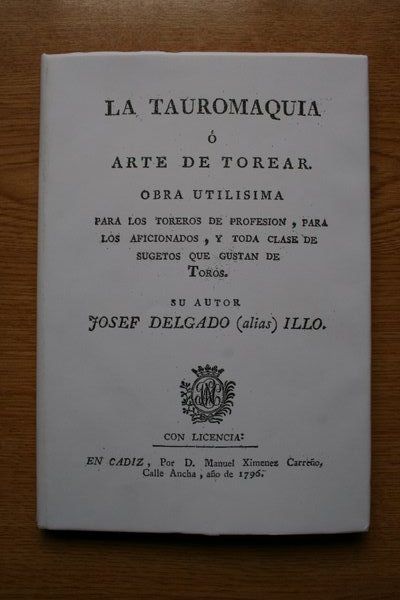 LA TAUROMAQUIA
Ó
ARTE DE TOREAR.
OBRA UTILISIMA
PARA LOS TOREROS DE PROFESION, PARA
LOS AFICIONADOS, Y TODA CLASE DE
SUGETOS QUE GUSTAN DE
TOROS.
SU AUTOR
JOSEF DELGADO (alias) ILLO.
CON LICENCIA:
EN CADIZ, Por D. Manuel Ximenez Carreño,
Calle Ancha, año de 1796.